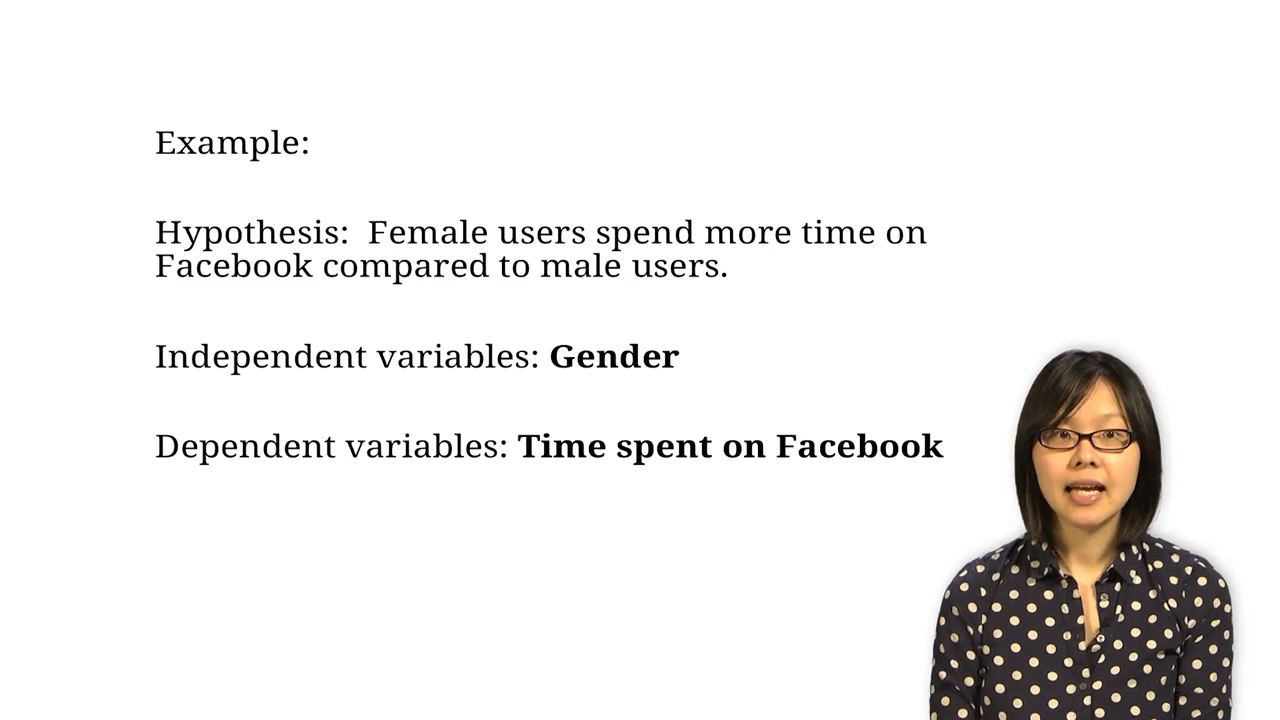 Example:
Hypothesis:  Female users spend more time on
Facebook compared to male users.
Independent variables: Gender
Dependent variables: Time spent on Facebook